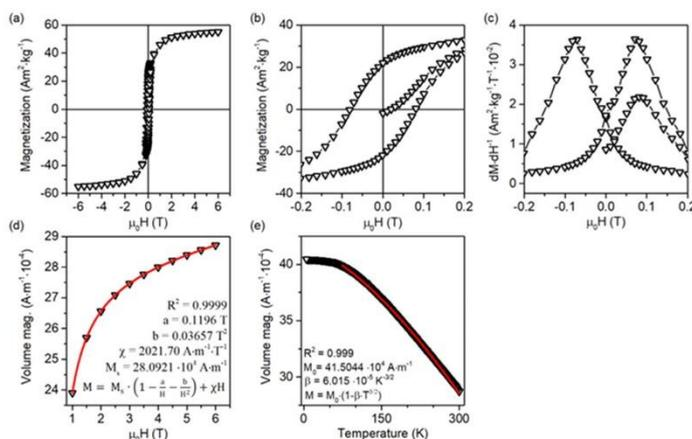 (a)
Magnetization (Am²·kg⁻¹)
60
40
20
0
-20
-40
-60
-6 -4 -2 0 2 4 6
μ₀H (T)
(b)
Magnetization (Am²·kg⁻¹)
40
20
0
-20
-40
-0.2 -0.1 0.0 0.1 0.2
μ₀H (T)
(c)
dM·dH⁻¹ (Am²·kg⁻¹·T⁻¹·10⁻²)
4
3
2
1
0
-0.2 -0.1 0.0 0.1 0.2
μ₀H (T)
(d)
Volume mag. (A·m⁻¹·10⁻⁴)
29
28
27
26
25
24
R² = 0.9999
a = 0.1196 T
b = 0.03657 T²
χ = 2021.70 A·m⁻¹·T⁻¹
Mₛ = 28.0921 ·10⁴ A·m⁻¹
M = Mₛ · (1 − a/H − b/H²) + χH
1 2 3 4 5 6
μ₀H (T)
(e)
Volume mag. (A·m⁻¹·10⁻⁴)
40
35
30
R² = 0.999
M₀= 41.5044 ·10⁴ A·m⁻¹
β = 6.015 ·10⁻⁵ K⁻³ᐟ²
M = M₀·(1-β·T³ᐟ²)
0 150 300
Temperature (K)